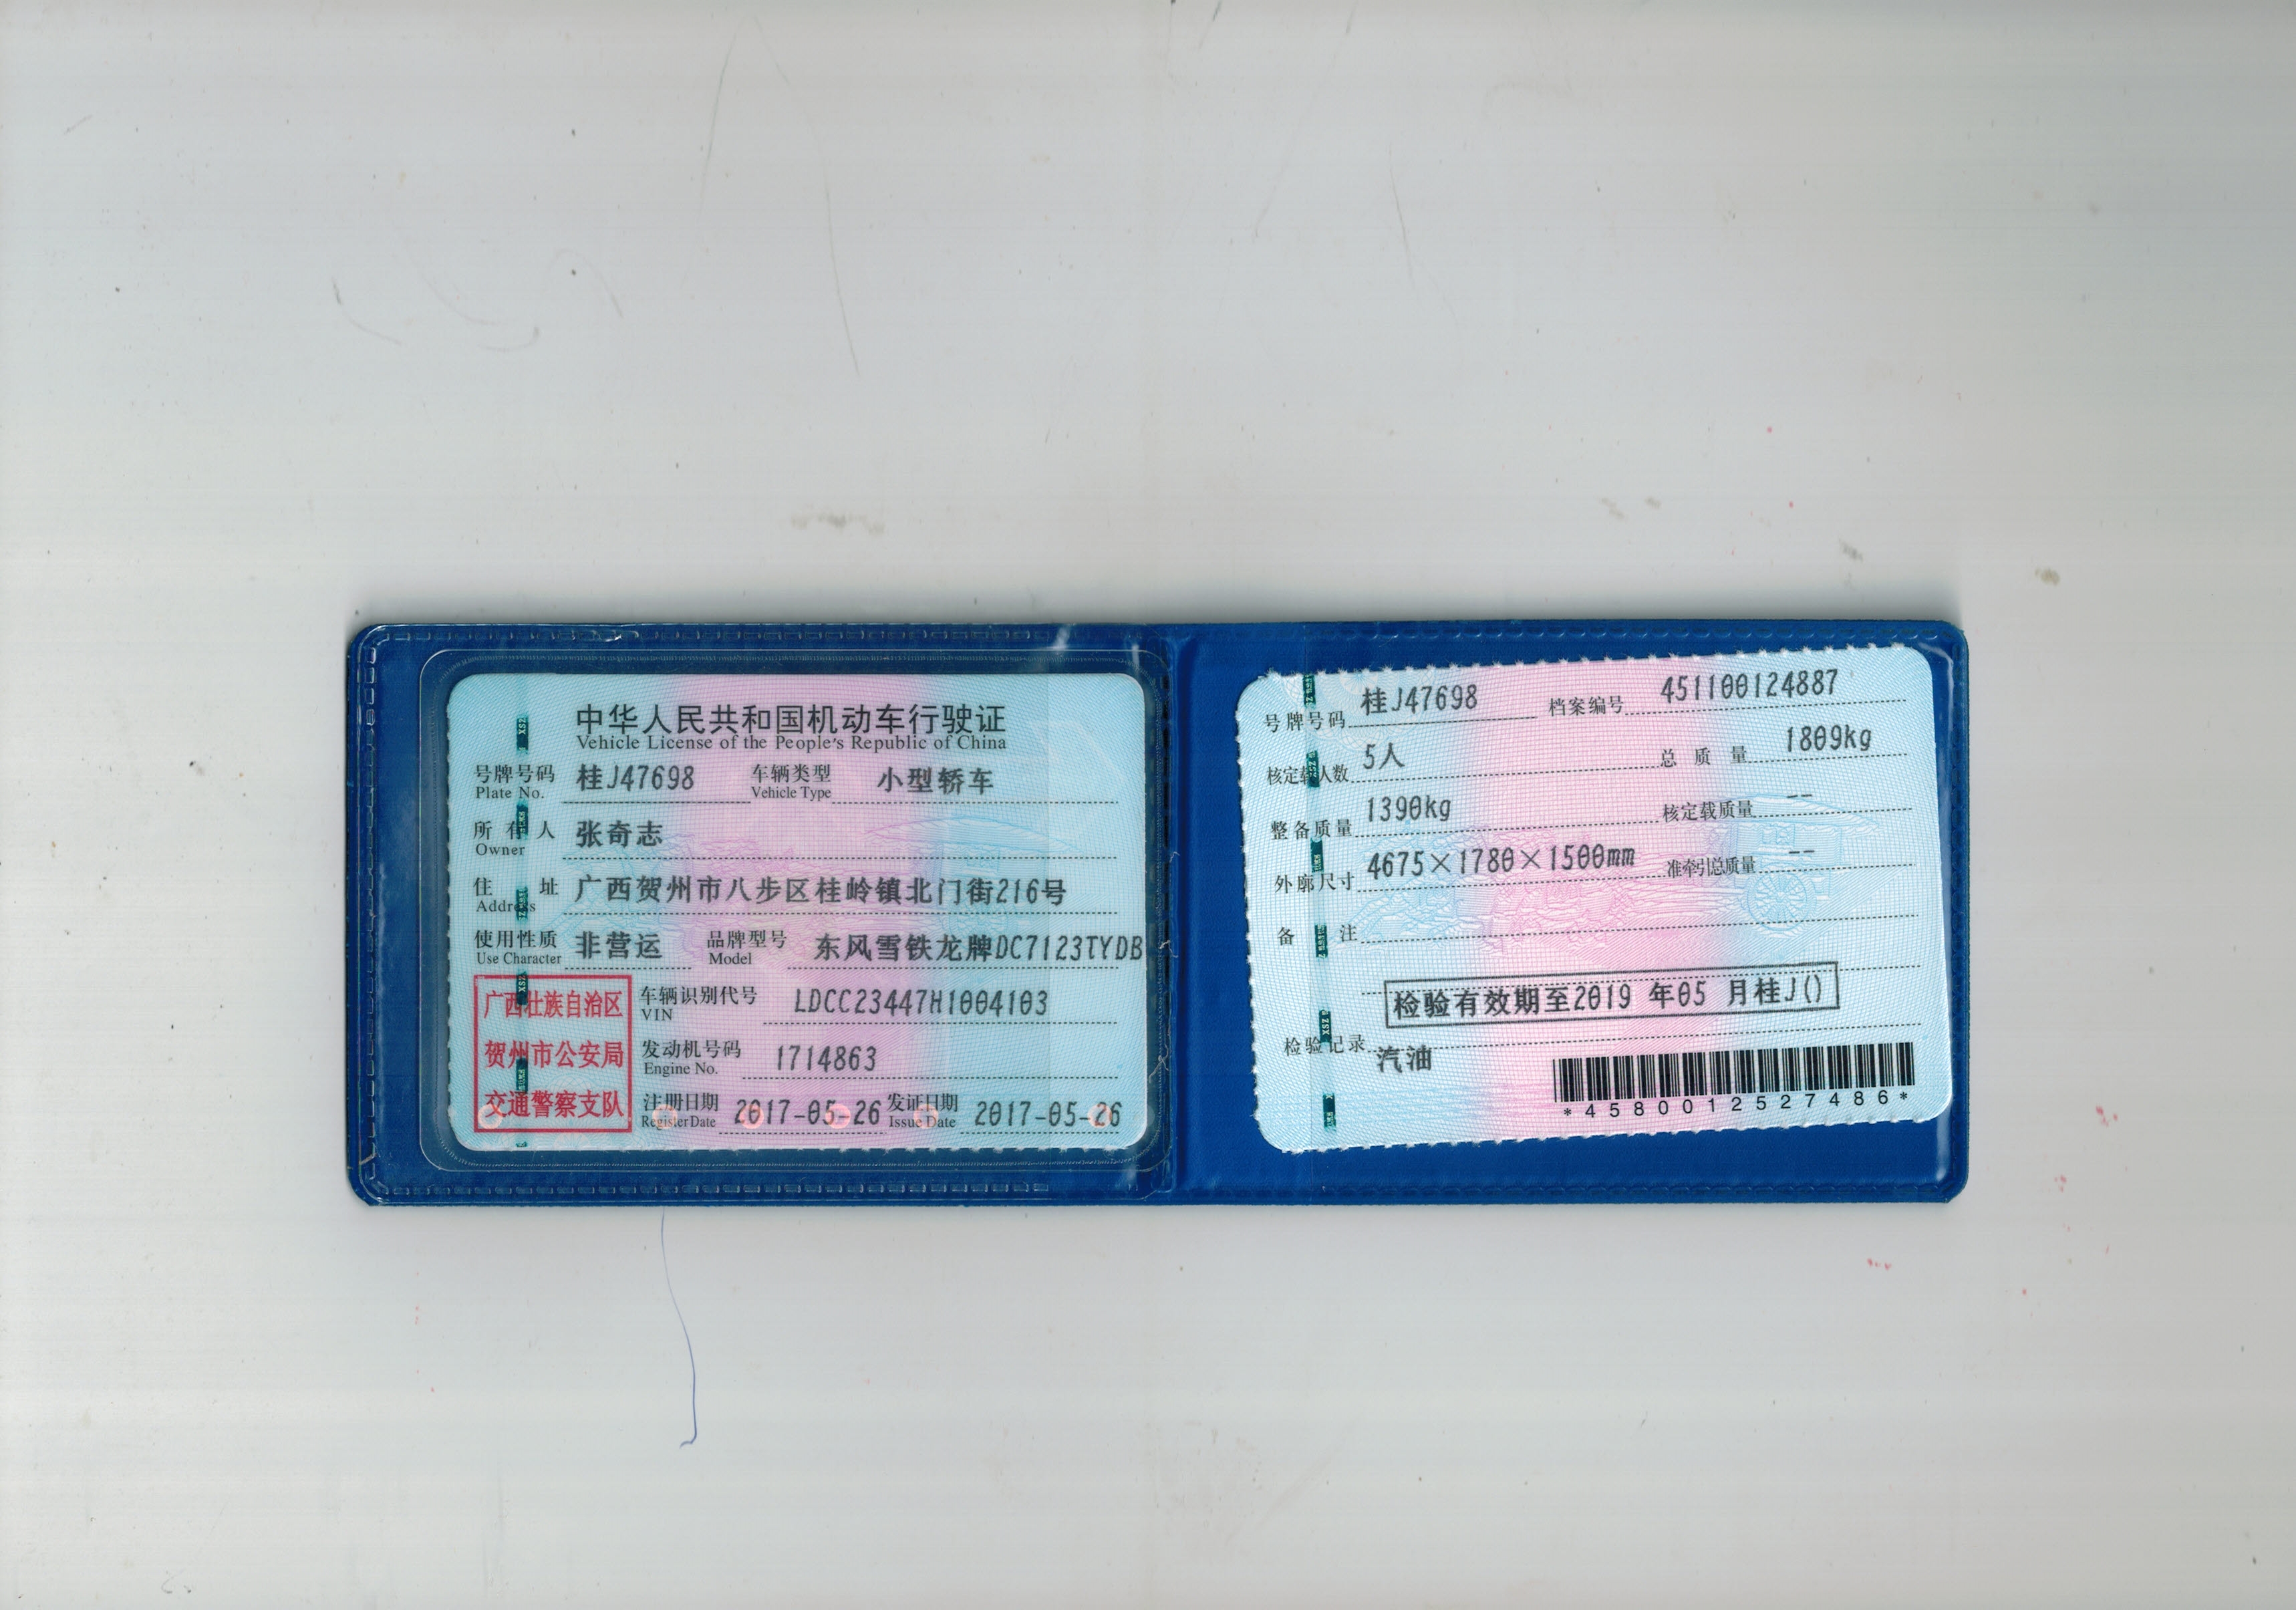 中华人民共和国机动车行驶证
Vehicle License of the People's Republic of China
号牌号码 桂J47698 车辆类型 小型轿车
Plate No. Vehicle Type
所有人 张奇志
Owner
住址 广西贺州市八步区桂岭镇北门街216号
Address
使用性质 非营运 品牌型号 东风雪铁龙牌DC7123TYDB
Use Character Model
广西壮族自治区
贺州市公安局
交通警察支队
车辆识别代号 LDCC23447H1004103
VIN
发动机号码 1714863
Engine No.
注册日期 2017-05-26 发证日期 2017-05-26
Register Date Issue Date
号牌号码 桂J47698 档案编号 451100124887
核定载人数 5人 总质量 1809kg
整备质量 1390kg 核定载质量 --
外廓尺寸 4675×1780×1500mm 准牵引总质量 --
备注
检验有效期至2019 年05 月桂J()
检验记录
汽油
*4580012527486*